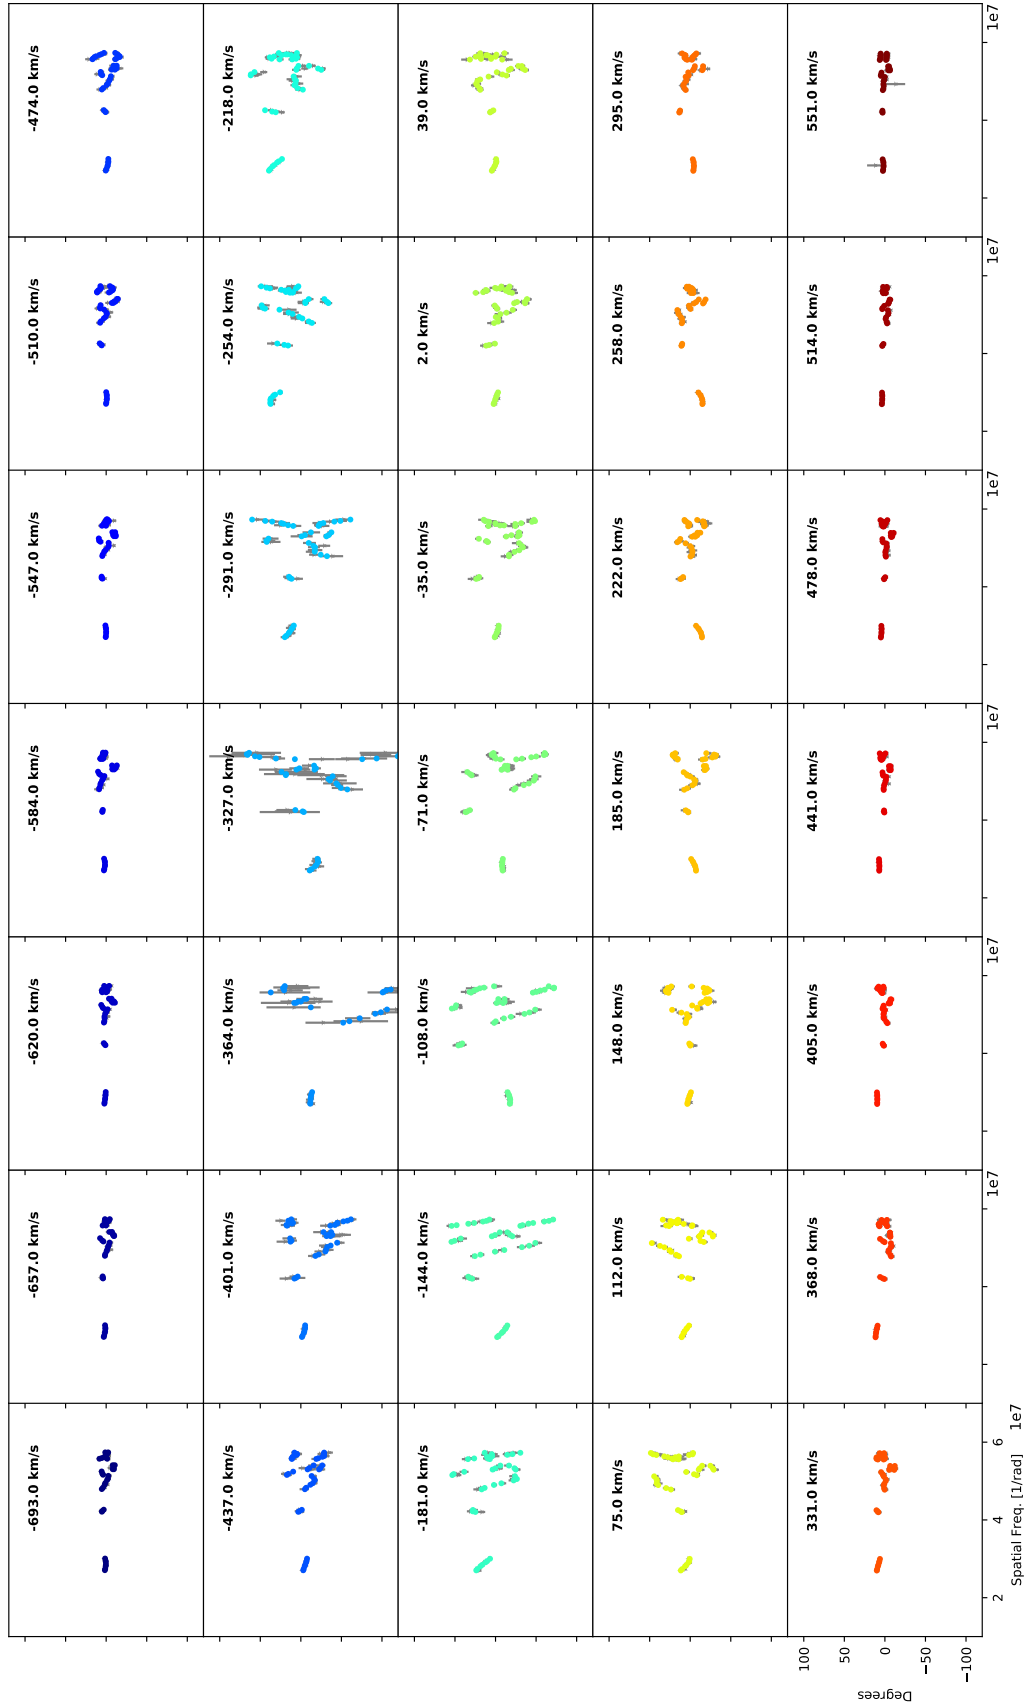 -693.0 km/s
-657.0 km/s
-620.0 km/s
-584.0 km/s
-547.0 km/s
-510.0 km/s
-474.0 km/s
-437.0 km/s
-401.0 km/s
-364.0 km/s
-327.0 km/s
-291.0 km/s
-254.0 km/s
-218.0 km/s
-181.0 km/s
-144.0 km/s
-108.0 km/s
-71.0 km/s
-35.0 km/s
2.0 km/s
39.0 km/s
75.0 km/s
112.0 km/s
148.0 km/s
185.0 km/s
222.0 km/s
258.0 km/s
295.0 km/s
331.0 km/s
368.0 km/s
405.0 km/s
441.0 km/s
478.0 km/s
514.0 km/s
551.0 km/s
100
50
0
−50
−100
Degrees
2
4
6
1e7
1e7
1e7
1e7
1e7
1e7
1e7
Spatial Freq. [1/rad]